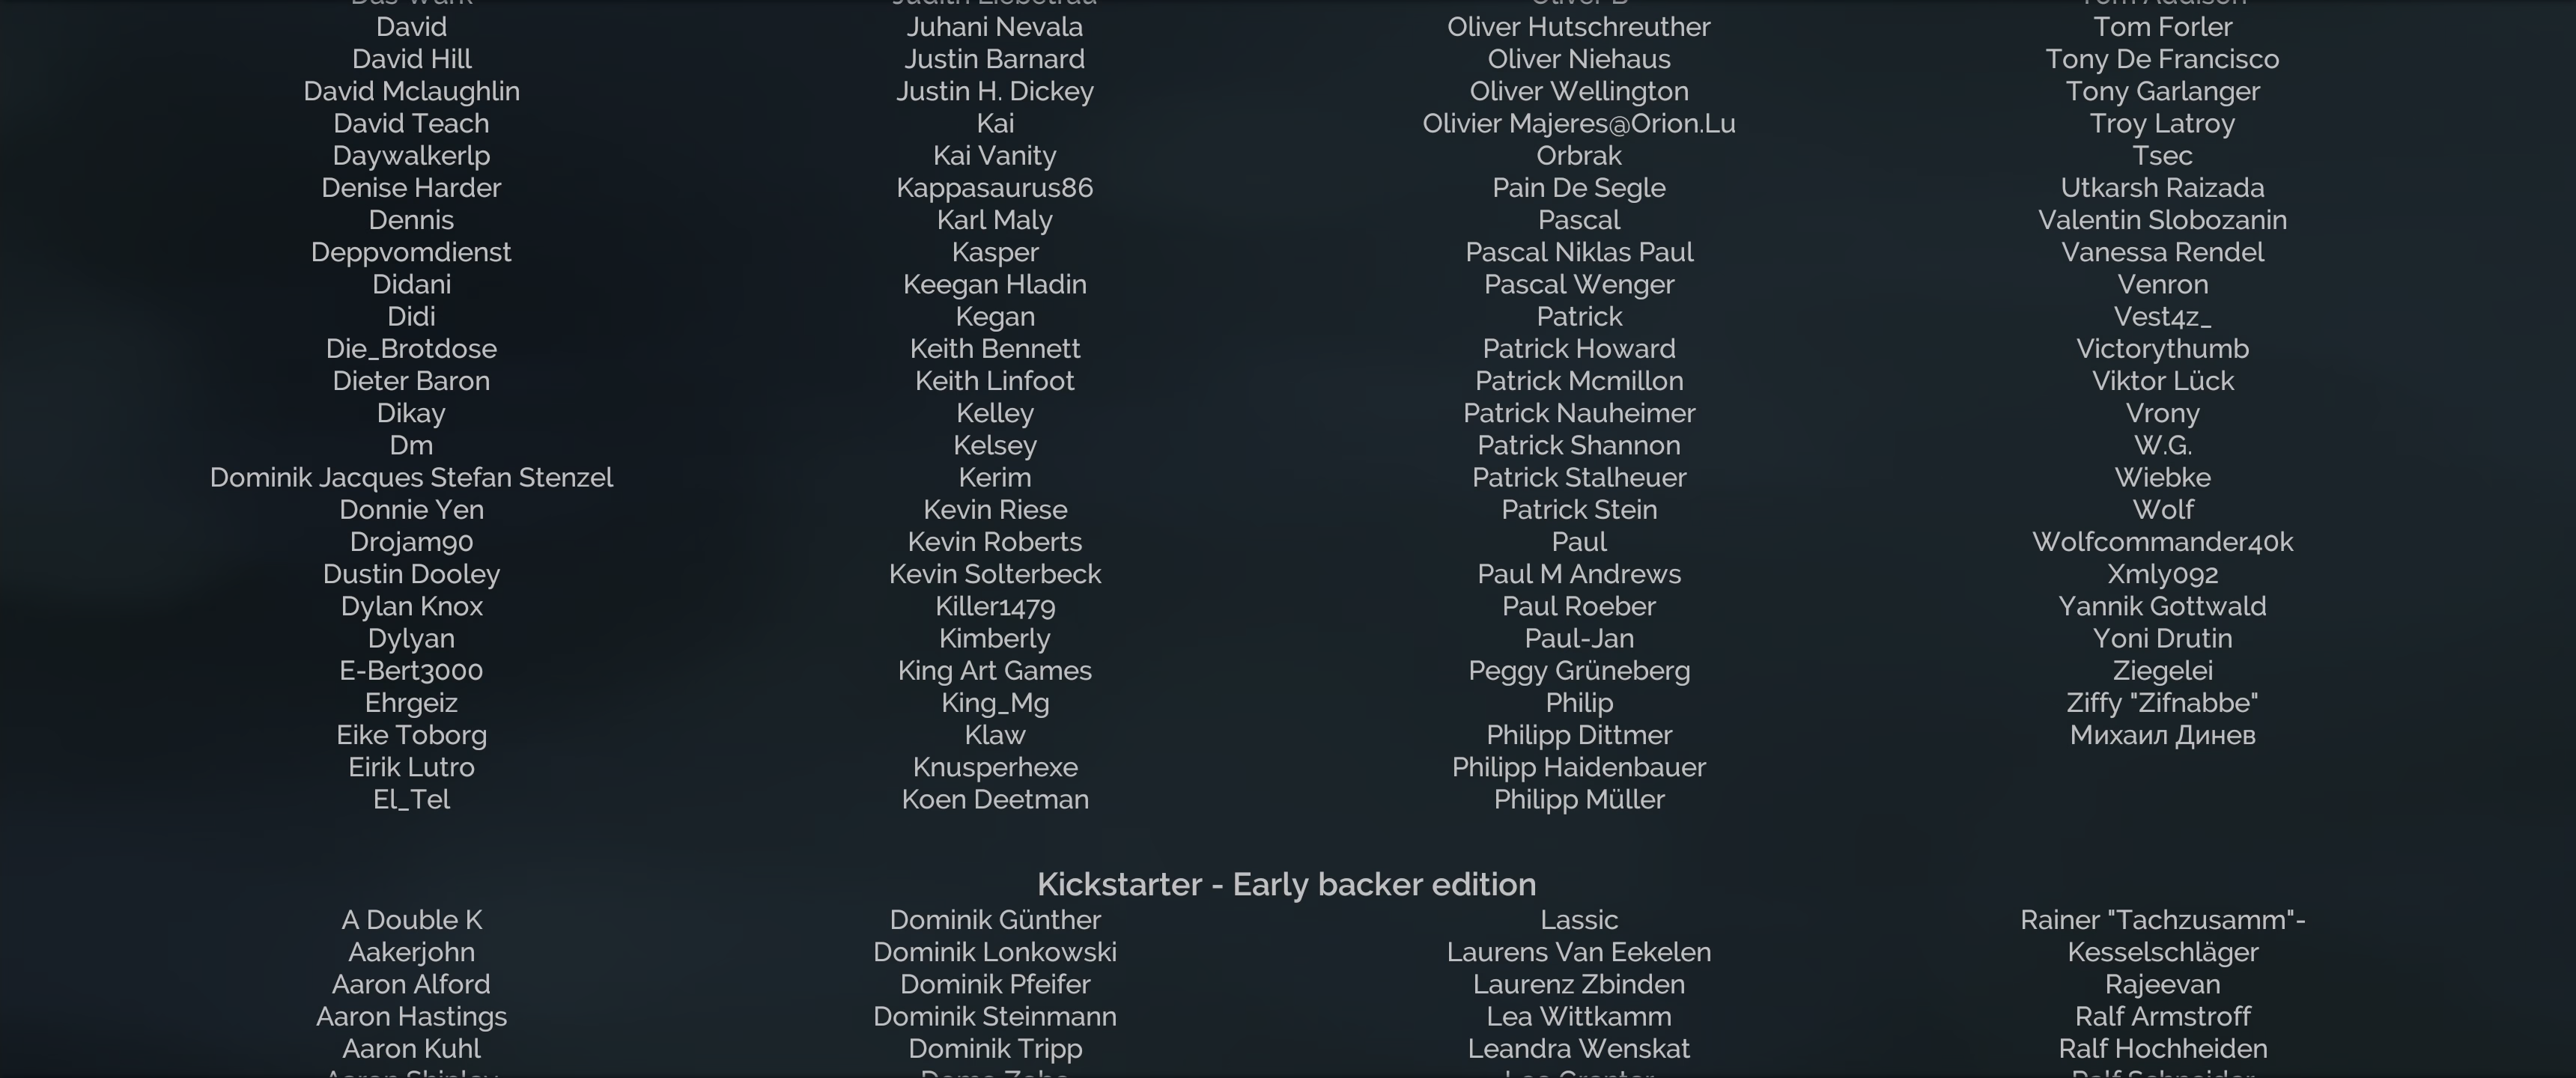 David
David Hill
David Mclaughlin
David Teach
Daywalkerlp
Denise Harder
Dennis
Deppvomdienst
Didani
Didi
Die_Brotdose
Dieter Baron
Dikay
Dm
Dominik Jacques Stefan Stenzel
Donnie Yen
Drojam90
Dustin Dooley
Dylan Knox
Dylyan
E-Bert3000
Ehrgeiz
Eike Toborg
Eirik Lutro
El_Tel
Juhani Nevala
Justin Barnard
Justin H. Dickey
Kai
Kai Vanity
Kappasaurus86
Karl Maly
Kasper
Keegan Hladin
Kegan
Keith Bennett
Keith Linfoot
Kelley
Kelsey
Kerim
Kevin Riese
Kevin Roberts
Kevin Solterbeck
Killer1479
Kimberly
King Art Games
King_Mg
Klaw
Knusperhexe
Koen Deetman
Oliver Hutschreuther
Oliver Niehaus
Oliver Wellington
Olivier Majeres@Orion.Lu
Orbrak
Pain De Segle
Pascal
Pascal Niklas Paul
Pascal Wenger
Patrick
Patrick Howard
Patrick Mcmillon
Patrick Nauheimer
Patrick Shannon
Patrick Stalheuer
Patrick Stein
Paul
Paul M Andrews
Paul Roeber
Paul-Jan
Peggy Grüneberg
Philip
Philipp Dittmer
Philipp Haidenbauer
Philipp Müller
Tom Forler
Tony De Francisco
Tony Garlanger
Troy Latroy
Tsec
Utkarsh Raizada
Valentin Slobozanin
Vanessa Rendel
Venron
Vest4z_
Victorythumb
Viktor Lück
Vrony
W.G.
Wiebke
Wolf
Wolfcommander40k
Xmly092
Yannik Gottwald
Yoni Drutin
Ziegelei
Ziffy "Zifnabbe"
Михаил Динев
Kickstarter - Early backer edition
A Double K
Aakerjohn
Aaron Alford
Aaron Hastings
Aaron Kuhl
Dominik Günther
Dominik Lonkowski
Dominik Pfeifer
Dominik Steinmann
Dominik Tripp
Lassic
Laurens Van Eekelen
Laurenz Zbinden
Lea Wittkamm
Leandra Wenskat
Rainer "Tachzusamm"-
Kesselschläger
Rajeevan
Ralf Armstroff
Ralf Hochheiden